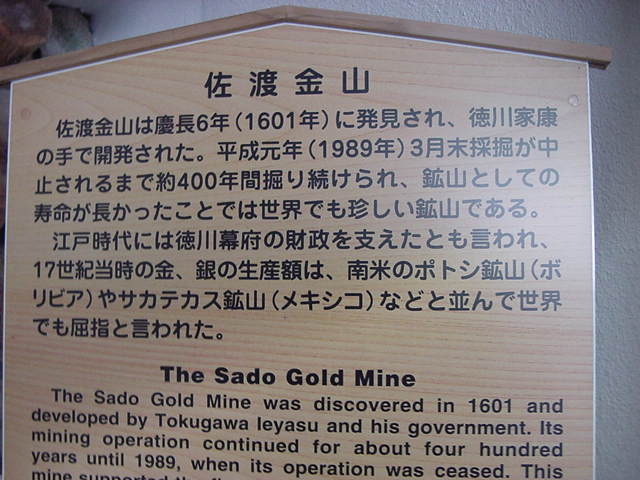 佐渡金山
佐渡金山は慶長6年(1601年)に発見され、徳川家康
の手で開発された。平成元年(1989年)3月末採掘が中
止されるまで約400年間掘り続けられ、鉱山としての
寿命が長かったことでは世界でも珍しい鉱山である。
江戸時代には徳川幕府の財政を支えたとも言われ、
17世紀当時の金、銀の生産額は、南米のポトシ鉱山(ボ
リビア)やサカテカス鉱山(メキシコ)などと並んで世界
でも屈指と言われた。
The Sado Gold Mine
The Sado Gold Mine was discovered in 1601 and
developed by Tokugawa Ieyasu and his government. Its
mining operation continued for about four hundred
years until 1989, when its operation was ceased. This
mine supported the